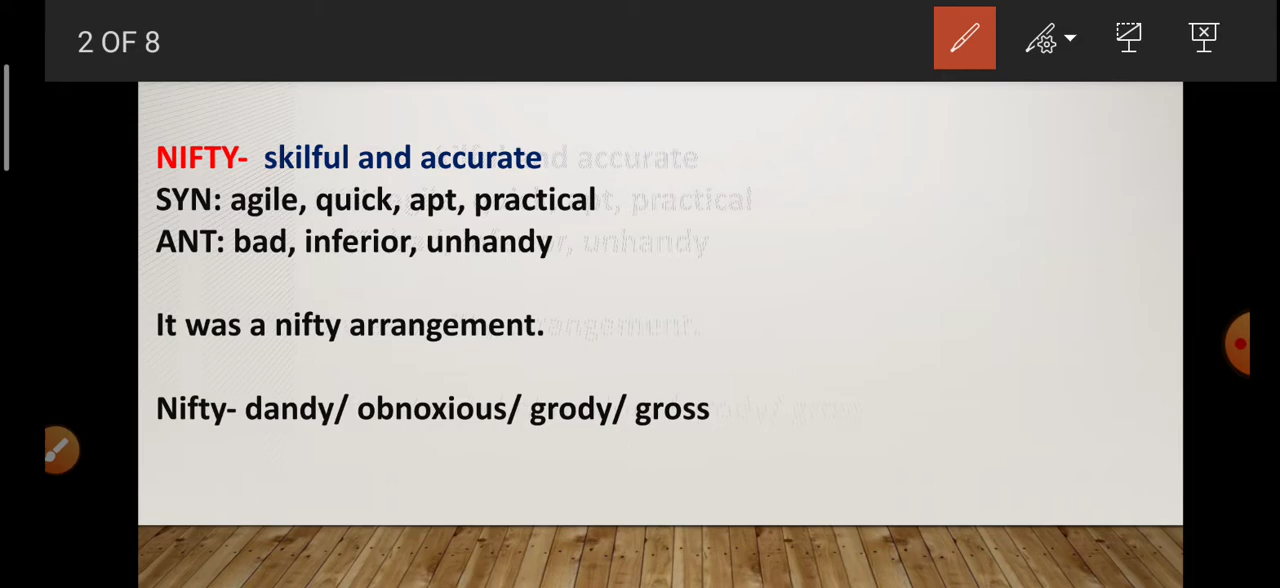 2 OF 8
NIFTY- skilful and accurate
SYN: agile, quick, apt, practical
ANT: bad, inferior, unhandy
It was a nifty arrangement.
Nifty- dandy/ obnoxious/ grody/ gross